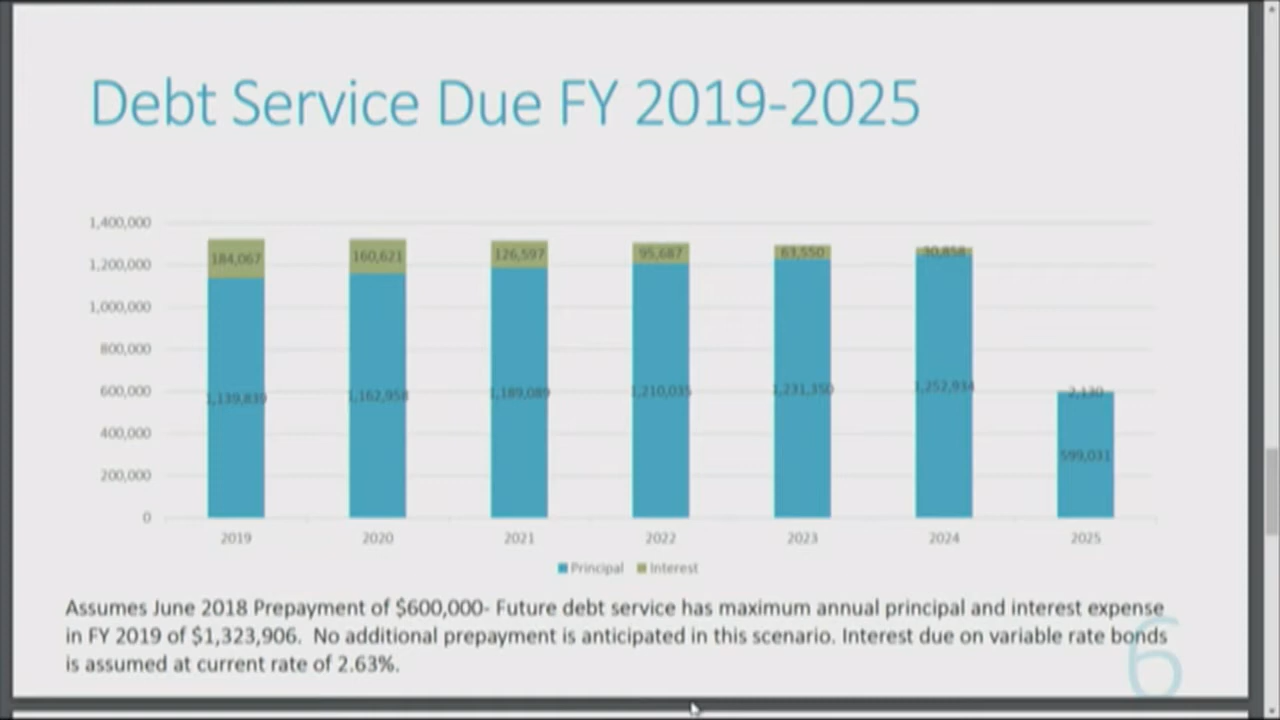 Debt Service Due FY 2019-2025
1,400,000
1,200,000
1,000,000
800,000
600,000
400,000
200,000
0
184,067 160,621 126,597 95,687 63,550 30,858 2,130
1,139,839 1,162,958 1,189,089 1,210,035 1,231,350 1,252,934 599,031
2019 2020 2021 2022 2023 2024 2025
Principal Interest
Assumes June 2018 Prepayment of $600,000- Future debt service has maximum annual principal and interest expense
in FY 2019 of $1,323,906. No additional prepayment is anticipated in this scenario. Interest due on variable rate bonds
is assumed at current rate of 2.63%.
6